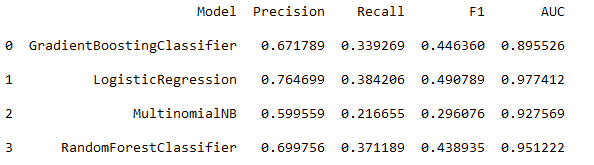 Model Precision Recall F1 AUC
0 GradientBoostingClassifier 0.671789 0.339269 0.446360 0.895526
1 LogisticRegression 0.764699 0.384206 0.490789 0.977412
2 MultinomialNB 0.599559 0.216655 0.296076 0.927569
3 RandomForestClassifier 0.699756 0.371189 0.438935 0.951222